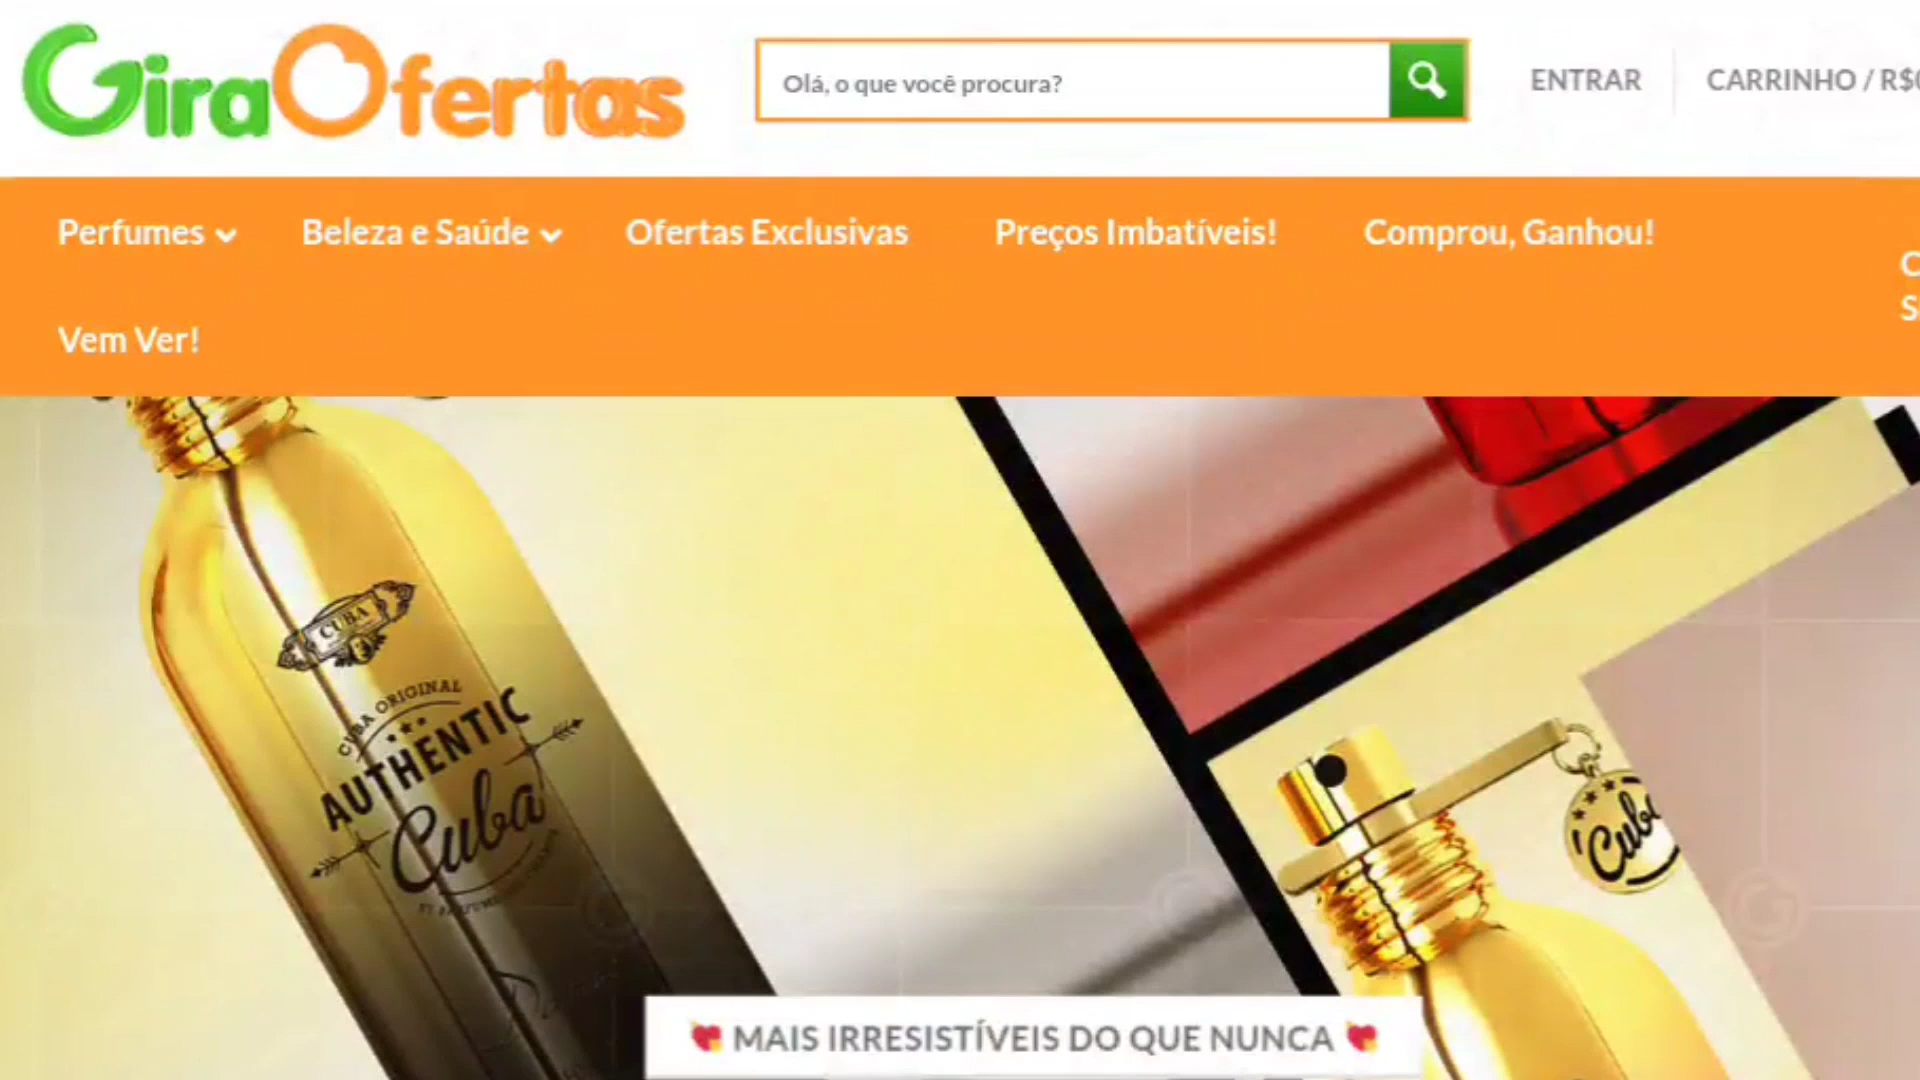 GiraOfertas
Olá, o que você procura?
ENTRAR
CARRINHO / R$0
Perfumes
Beleza e Saúde
Ofertas Exclusivas
Preços Imbatíveis!
Comprou, Ganhou!
Vem Ver!
CUBA
CUBA ORIGINAL
AUTHENTIC
Cuba
Cuba
MAIS IRRESISTÍVEIS DO QUE NUNCA